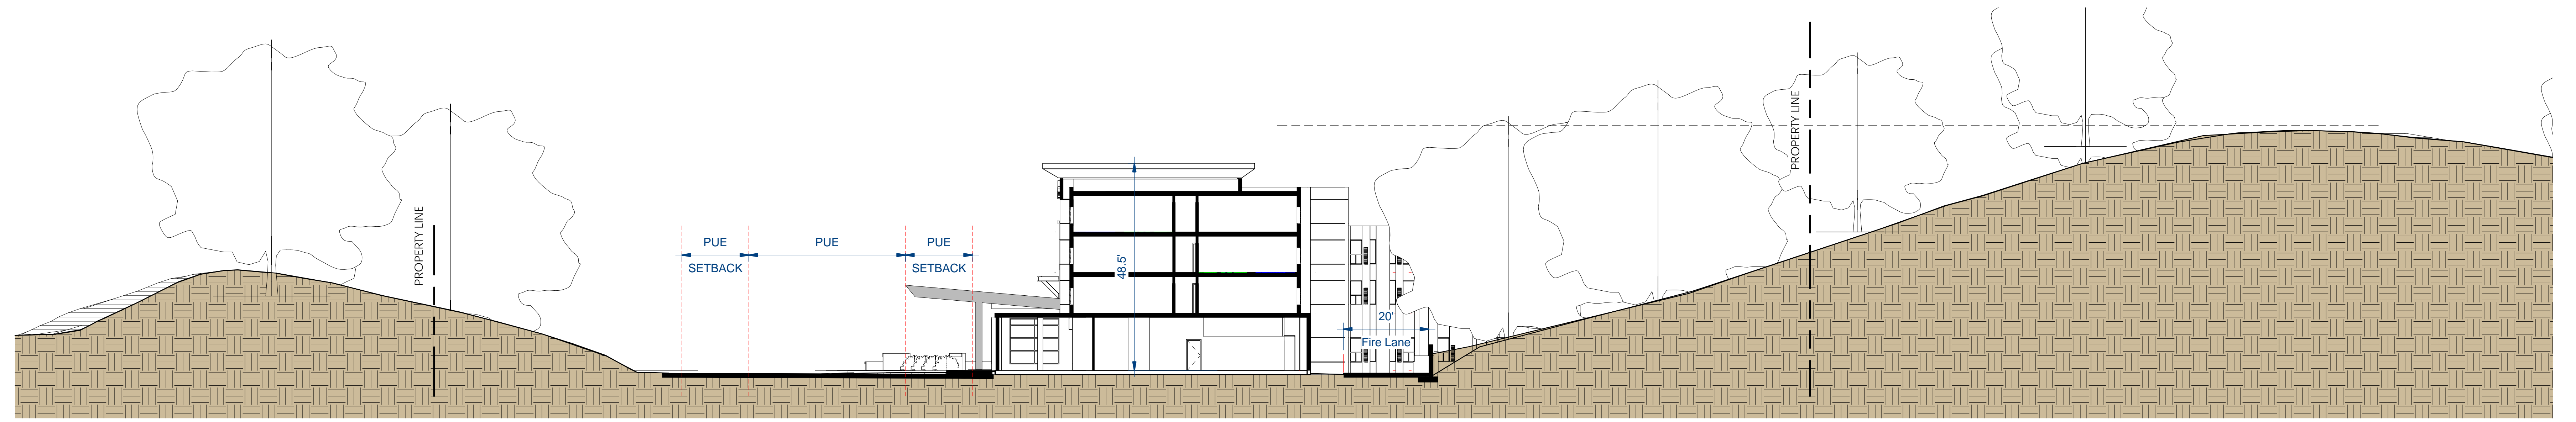 PROPERTY LINE
PUE
SETBACK
PUE
PUE
SETBACK
48.5'
20'
Fire Lane
PROPERTY LINE